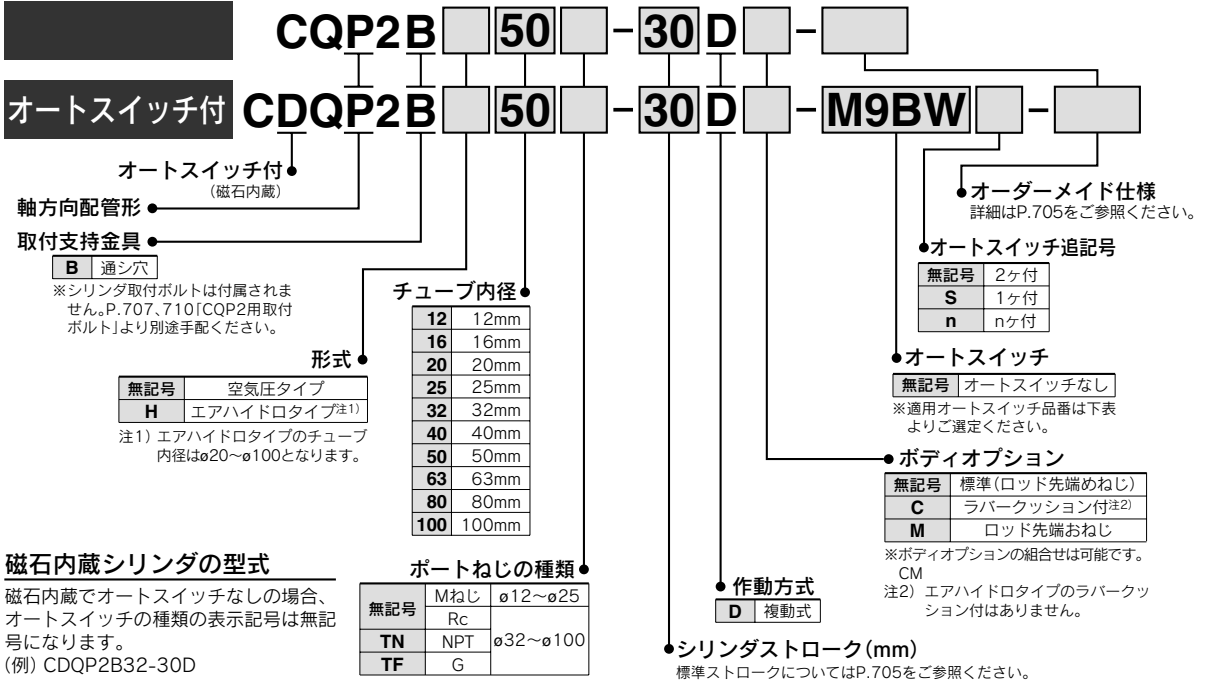 CQP2B 50 - 30 D -
オートスイッチ付 CDQP2B 50 - 30 D - M9BW -
オートスイッチ付
(磁石内蔵)
軸方向配管形
取付支持金具
B 通シ穴
※シリンダ取付ボルトは付属されま
せん。P.707、710「CQP2用取付
ボルト」より別途手配ください。
形式
無記号 空気圧タイプ
H エアハイドロタイプ注1)
注1) エアハイドロタイプのチューブ
内径はø20~ø100となります。
チューブ内径
12 12mm
16 16mm
20 20mm
25 25mm
32 32mm
40 40mm
50 50mm
63 63mm
80 80mm
100 100mm
磁石内蔵シリンダの型式
磁石内蔵でオートスイッチなしの場合、
オートスイッチの種類の表示記号は無記
号になります。
(例) CDQP2B32-30D
ポートねじの種類
無記号 Mねじ ø12~ø25
Rc ø32~ø100
TN NPT
TF G
オーダーメイド仕様
詳細はP.705をご参照ください。
オートスイッチ追記号
無記号 2ヶ付
S 1ヶ付
n nヶ付
オートスイッチ
無記号 オートスイッチなし
※適用オートスイッチ品番は下表
よりご選定ください。
ボディオプション
無記号 標準(ロッド先端めねじ)
C ラバークッション付注2)
M ロッド先端おねじ
※ボディオプションの組合せは可能です。
CM
注2) エアハイドロタイプのラバークッ
ション付はありません。
作動方式
D 複動式
シリンダストローク(mm)
標準ストロークについてはP.705をご参照ください。